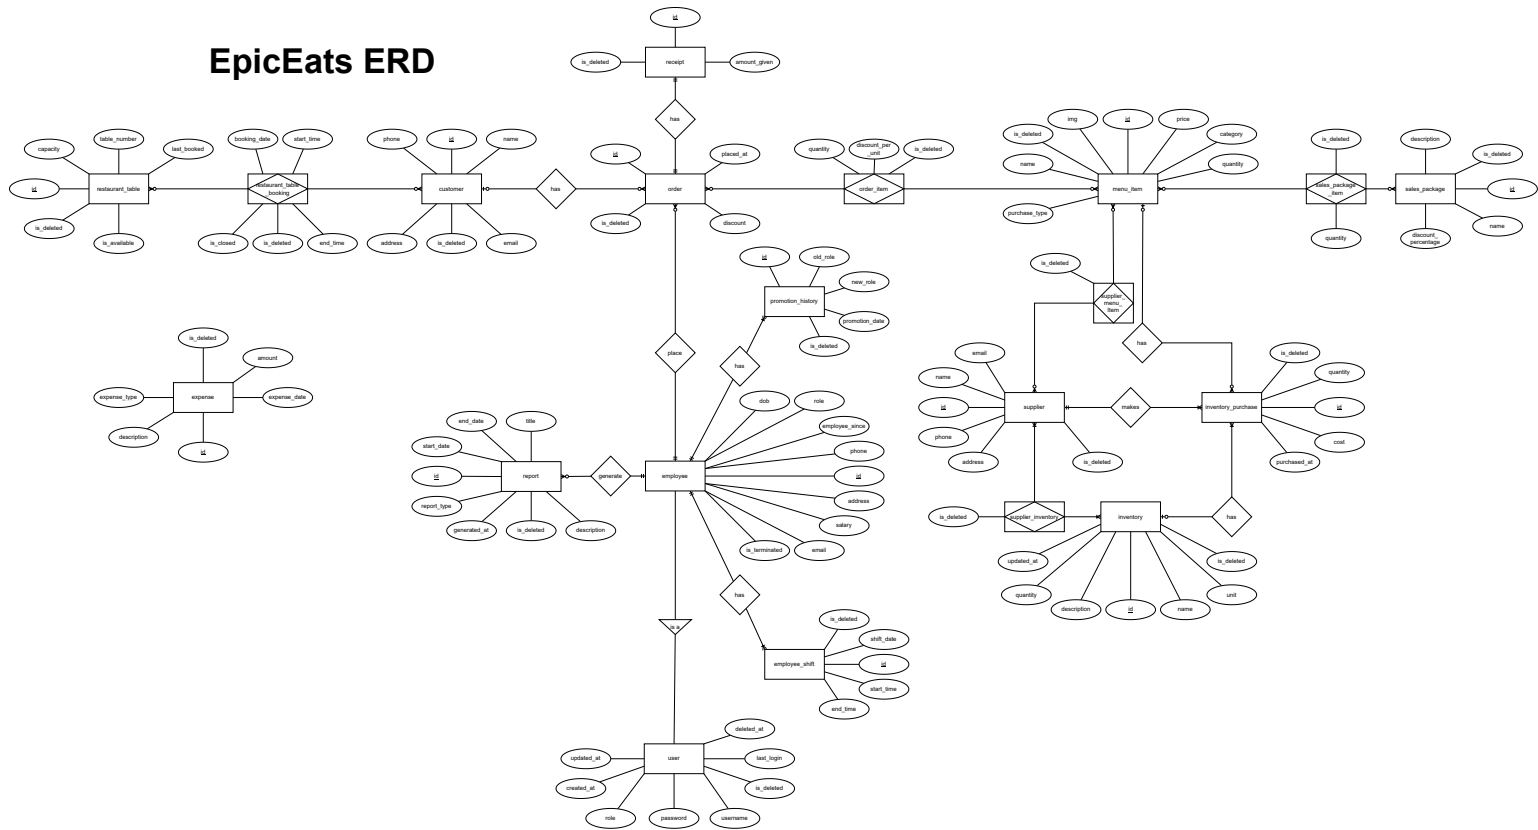 EpicEats ERD
id
is_deleted
receipt
amount_given
has
capacity
table_number
last_booked
id
restaurant_table
is_deleted
is_available
booking_date
start_time
restaurant_table_
booking
is_closed
is_deleted
end_time
phone
id
name
customer
address
is_deleted
email
has
id
placed_at
order
is_deleted
discount
quantity
discount_per
_unit
is_deleted
order_item
img
id
price
is_deleted
category
name
quantity
menu_item
purchase_type
is_deleted
sales_package
_item
quantity
description
is_deleted
sales_package
id
name
discount_
percentage
is_deleted
supplier_
menu_
item
has
place
id
old_role
new_role
promotion_history
promotion_date
is_deleted
has
is_deleted
amount
expense_type
expense
expense_date
description
id
end_date
title
start_date
id
report
report_type
generated_at
is_deleted
description
generate
dob
role
employee_since
phone
employee
id
address
salary
is_terminated
email
email
name
id
supplier
phone
address
is_deleted
makes
is_deleted
quantity
inventory_purchase
id
cost
purchased_at
is_deleted
supplier_inventory
inventory
has
updated_at
is_deleted
quantity
description
id
name
unit
has
is a
is_deleted
shift_date
employee_shift
id
start_time
end_time
deleted_at
updated_at
user
last_login
created_at
is_deleted
role
password
username